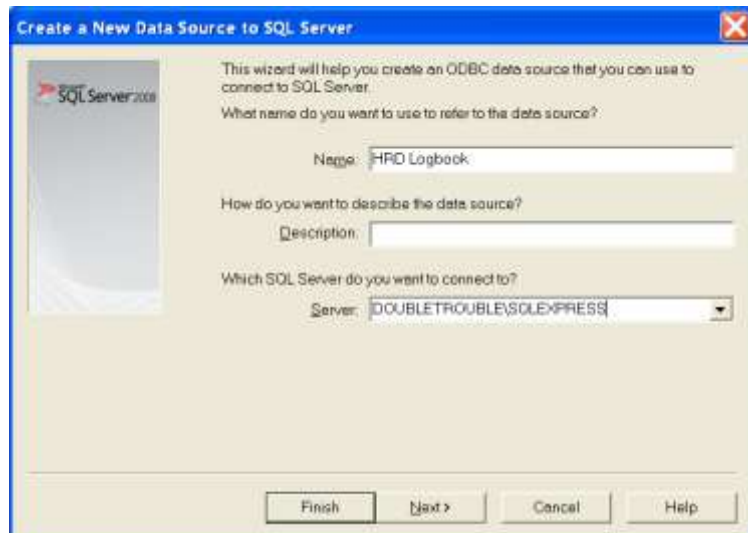 Create a New Data Source to SQL Server
SQL Server 2008
This wizard will help you create an ODBC data source that you can use to
connect to SQL Server.
What name do you want to use to refer to the data source?
Name: HRD Logbook
How do you want to describe the data source?
Description:
Which SQL Server do you want to connect to?
Server: DOUBLETROUBLE\SQLEXPRESS
Finish
Next >
Cancel
Help